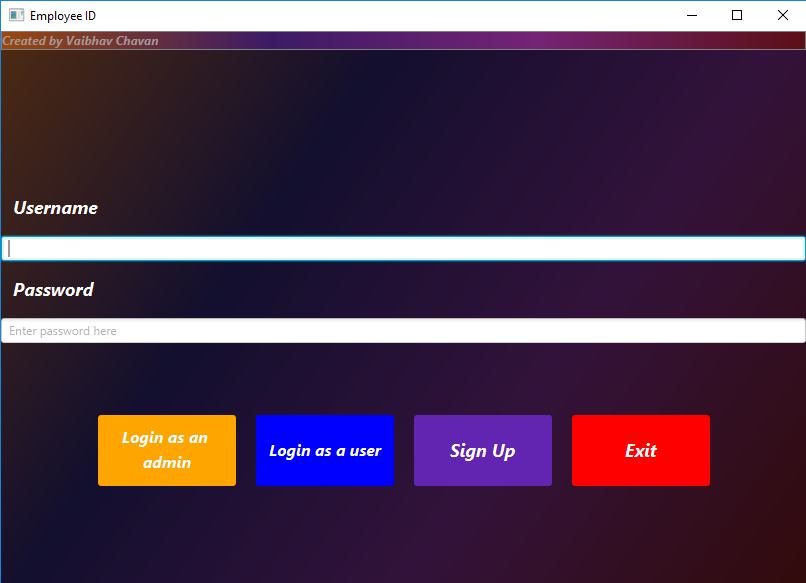 Employee ID
Created by Vaibhav Chavan
Username
Password
Enter password here
Login as an
admin
Login as a user
Sign Up
Exit